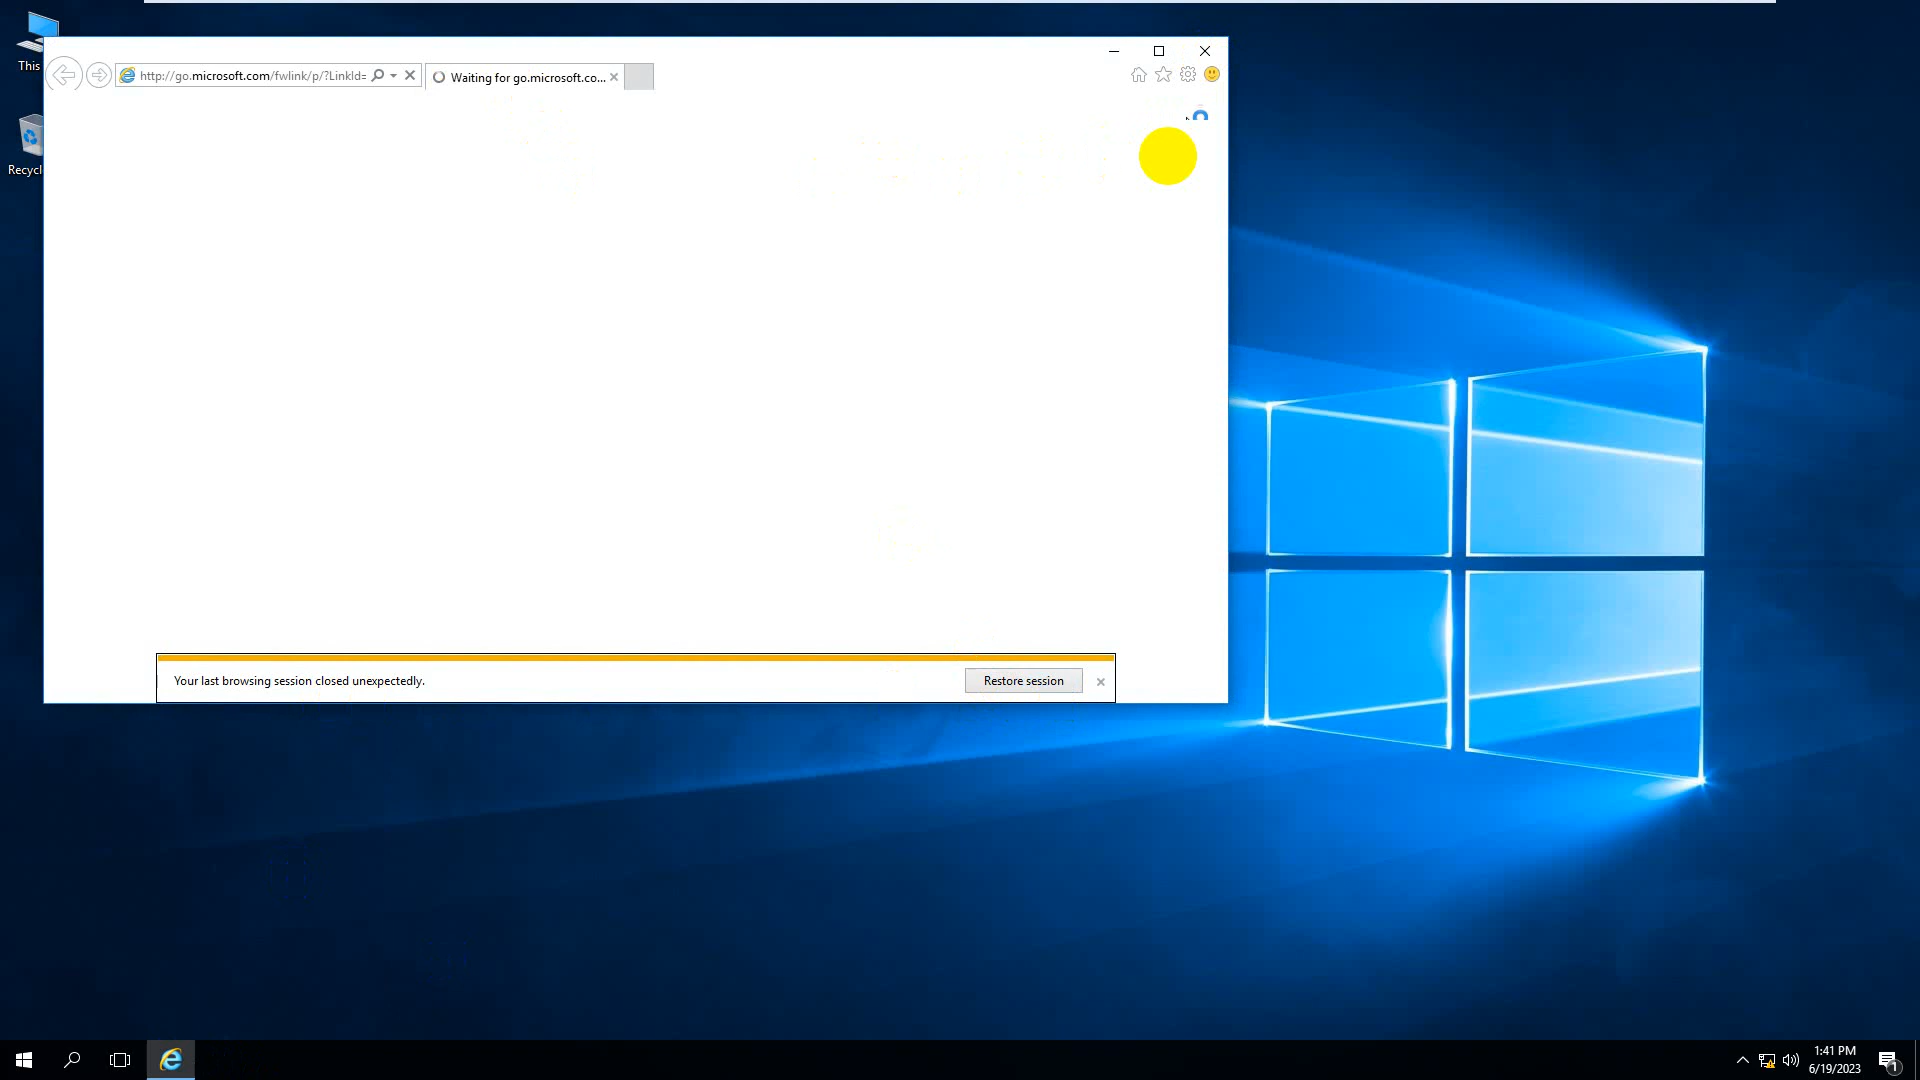 This
Recycl
http://go.microsoft.com/fwlink/p/?LinkId=
Waiting for go.microsoft.co...
Your last browsing session closed unexpectedly.
Restore session
1:41 PM
6/19/2023
1